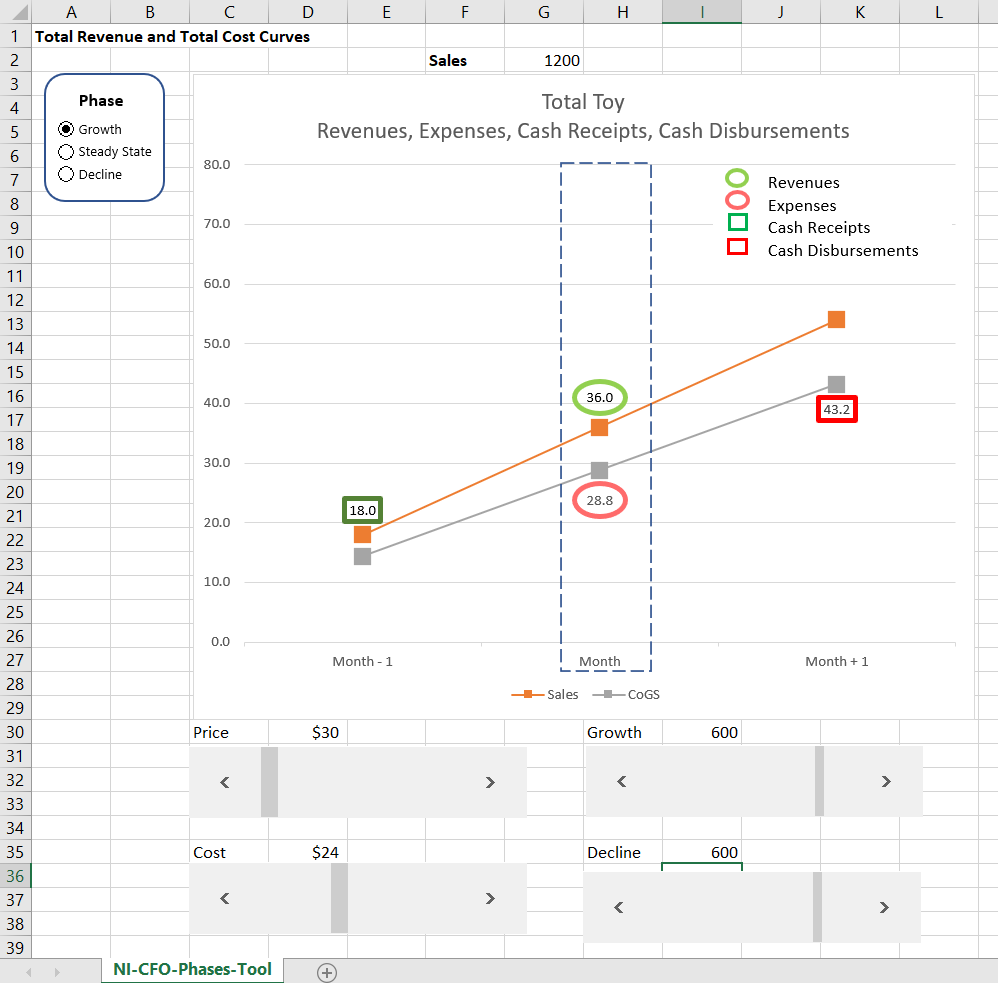 A B C D E F G H I J K L
1 Total Revenue and Total Cost Curves
2 Sales 1200
3
4 Phase Total Toy
5 Growth Revenues, Expenses, Cash Receipts, Cash Disbursements
6 Steady State 80.0
7 Decline Revenues
8 Expenses
9 70.0 Cash Receipts
10 Cash Disbursements
11
12 60.0
13
14 50.0
15
16 40.0 36.0
17 43.2
18
19 30.0
20 28.8
21 20.0 18.0
22
23
24 10.0
25
26 0.0
27 Month - 1 Month Month + 1
28 Sales CoGS
29
30 Price $30 Growth 600
31
32
33
34
35 Cost $24 Decline 600
36
37
38
39
NI-CFO-Phases-Tool